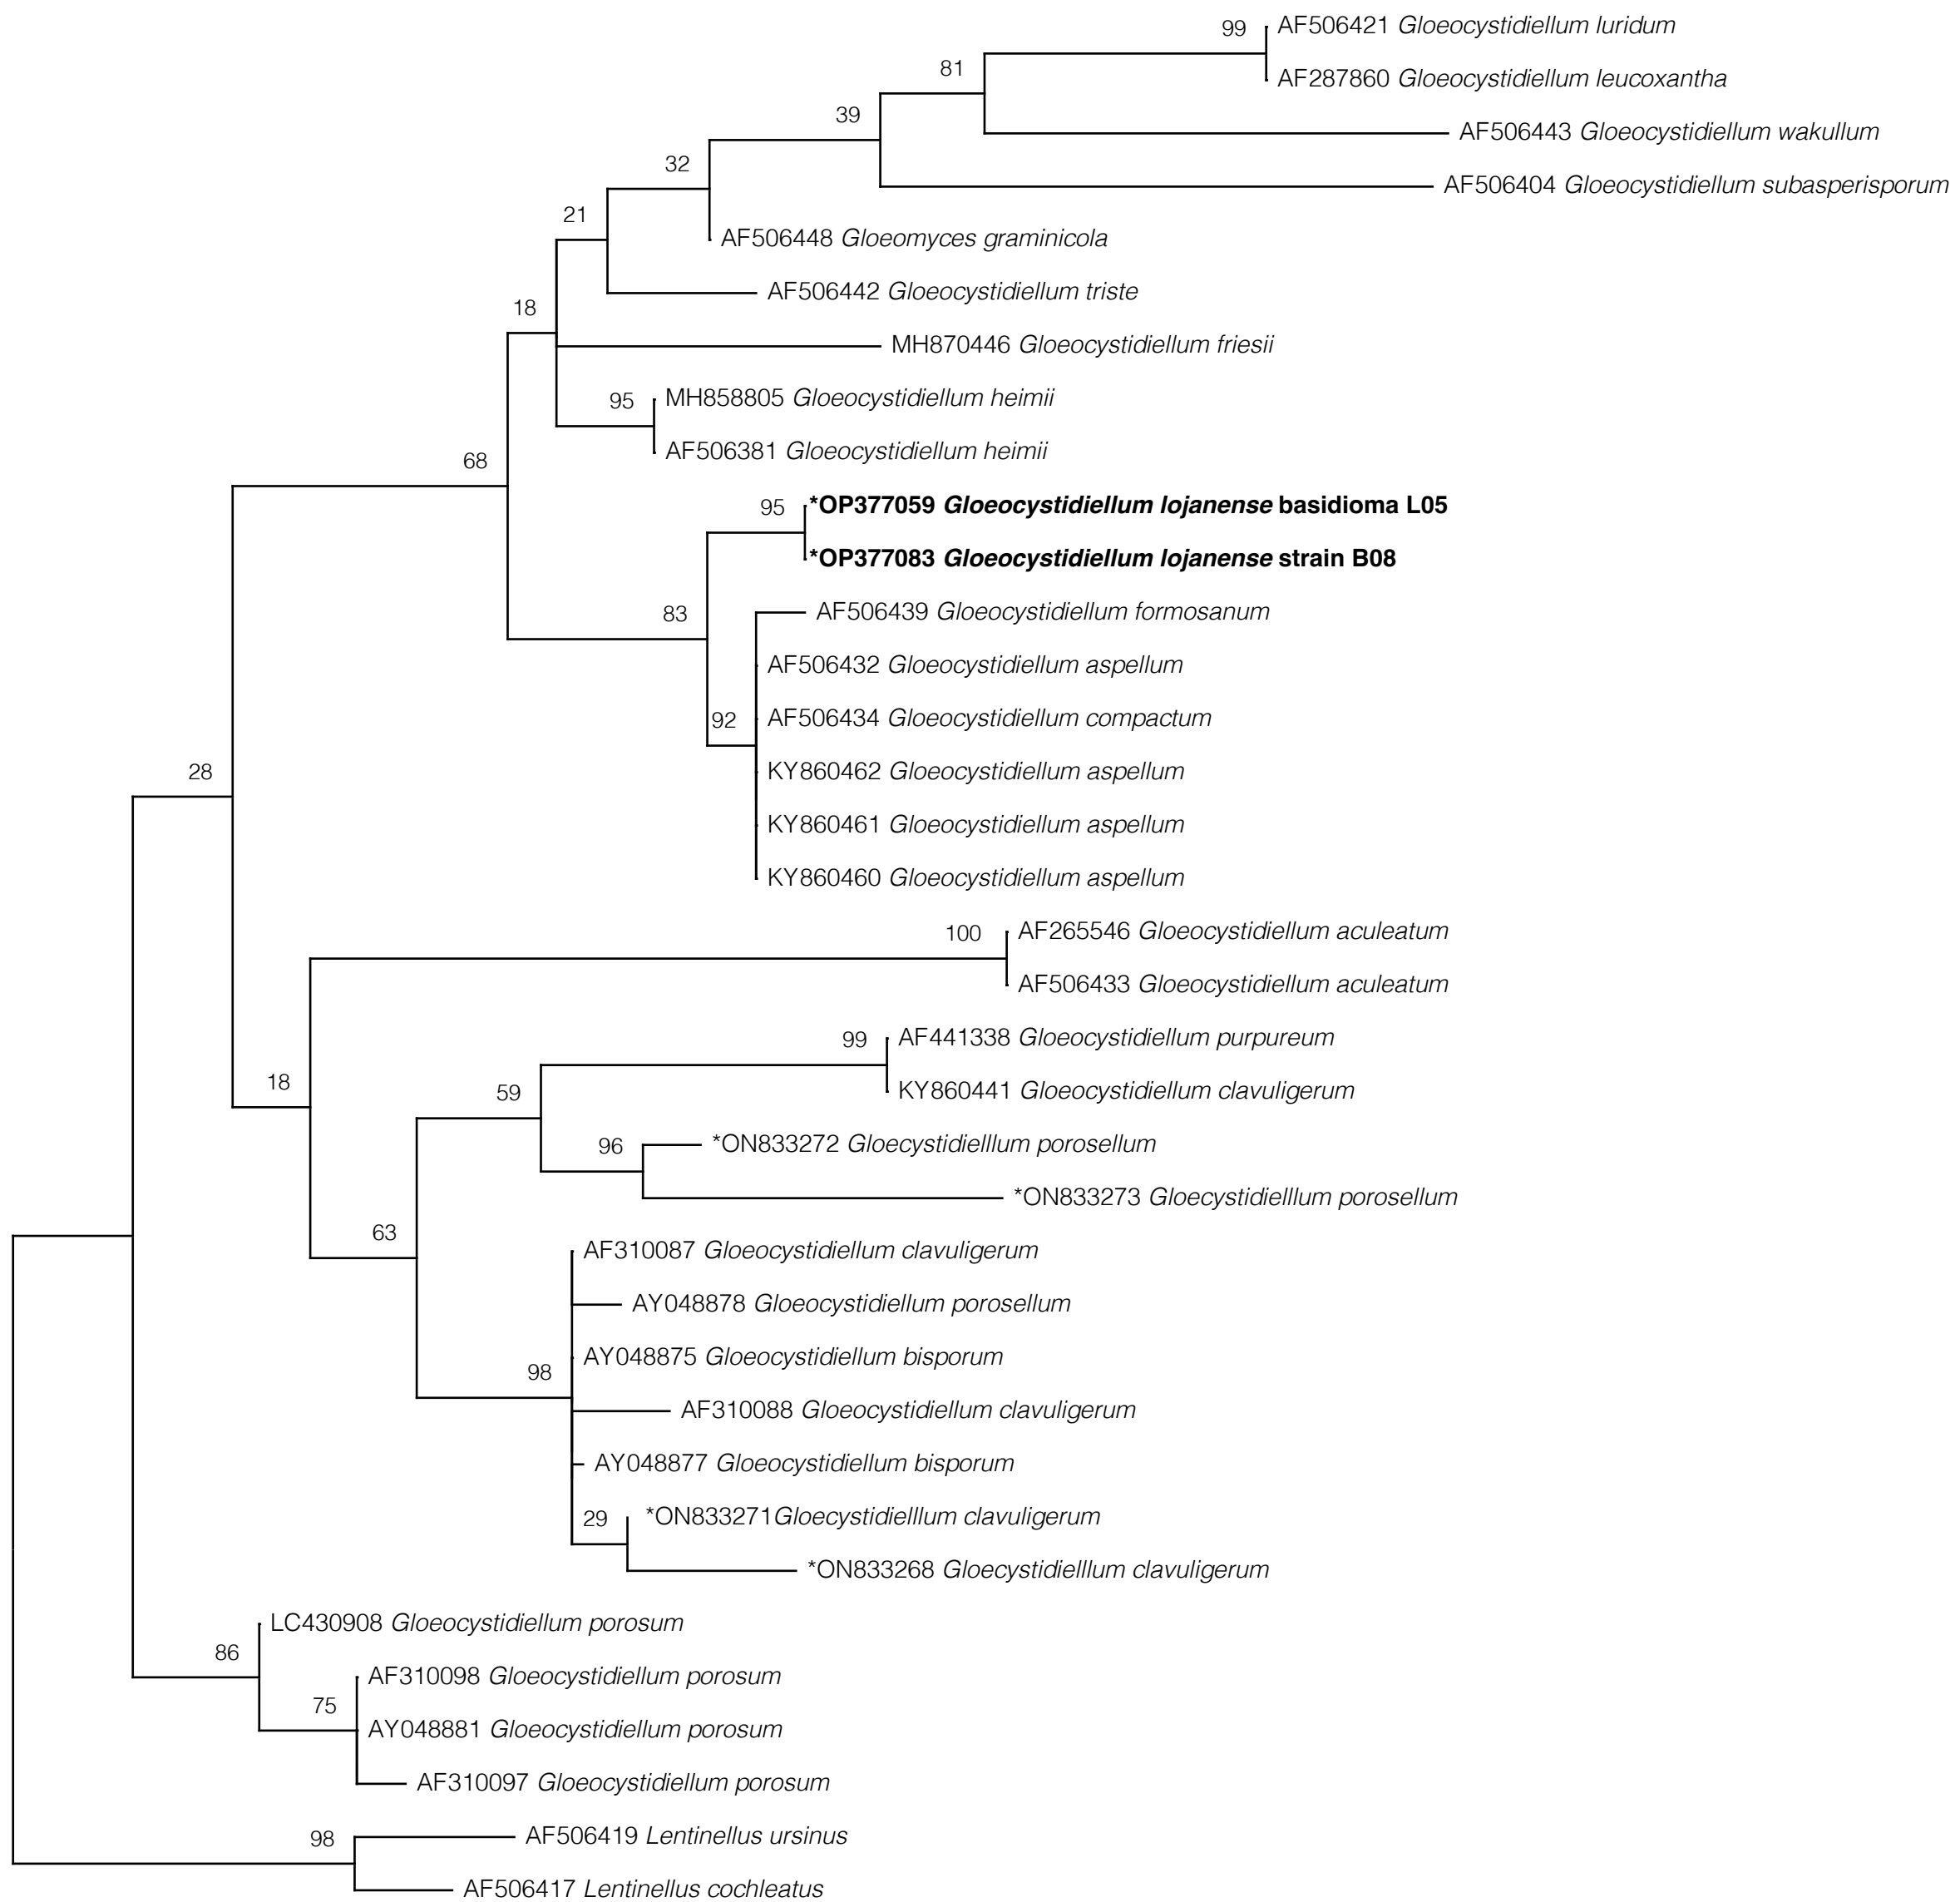 99 AF506421 Gloeocystidiellum luridum
AF287860 Gloeocystidiellum leucoxantha
81
AF506443 Gloeocystidiellum wakullum
39
AF506404 Gloeocystidiellum subasperisporum
32
AF506448 Gloeomyces graminicola
21
AF506442 Gloeocystidiellum triste
18
MH870446 Gloeocystidiellum friesii
95 MH858805 Gloeocystidiellum heimii
AF506381 Gloeocystidiellum heimii
68
95 *OP377059 Gloeocystidiellum lojanense basidioma L05
*OP377083 Gloeocystidiellum lojanense strain B08
83 AF506439 Gloeocystidiellum formosanum
AF506432 Gloeocystidiellum aspellum
92 AF506434 Gloeocystidiellum compactum
28 KY860462 Gloeocystidiellum aspellum
KY860461 Gloeocystidiellum aspellum
KY860460 Gloeocystidiellum aspellum
100 AF265546 Gloeocystidiellum aculeatum
AF506433 Gloeocystidiellum aculeatum
99 AF441338 Gloeocystidiellum purpureum
18 59 KY860441 Gloeocystidiellum clavuligerum
96 *ON833272 Gloecystidielllum porosellum
*ON833273 Gloecystidielllum porosellum
63 AF310087 Gloeocystidiellum clavuligerum
AY048878 Gloeocystidiellum porosellum
98 AY048875 Gloeocystidiellum bisporum
AF310088 Gloeocystidiellum clavuligerum
AY048877 Gloeocystidiellum bisporum
29 *ON833271Gloecystidielllum clavuligerum
*ON833268 Gloecystidielllum clavuligerum
LC430908 Gloeocystidiellum porosum
86
AF310098 Gloeocystidiellum porosum
75 AY048881 Gloeocystidiellum porosum
AF310097 Gloeocystidiellum porosum
98 AF506419 Lentinellus ursinus
AF506417 Lentinellus cochleatus